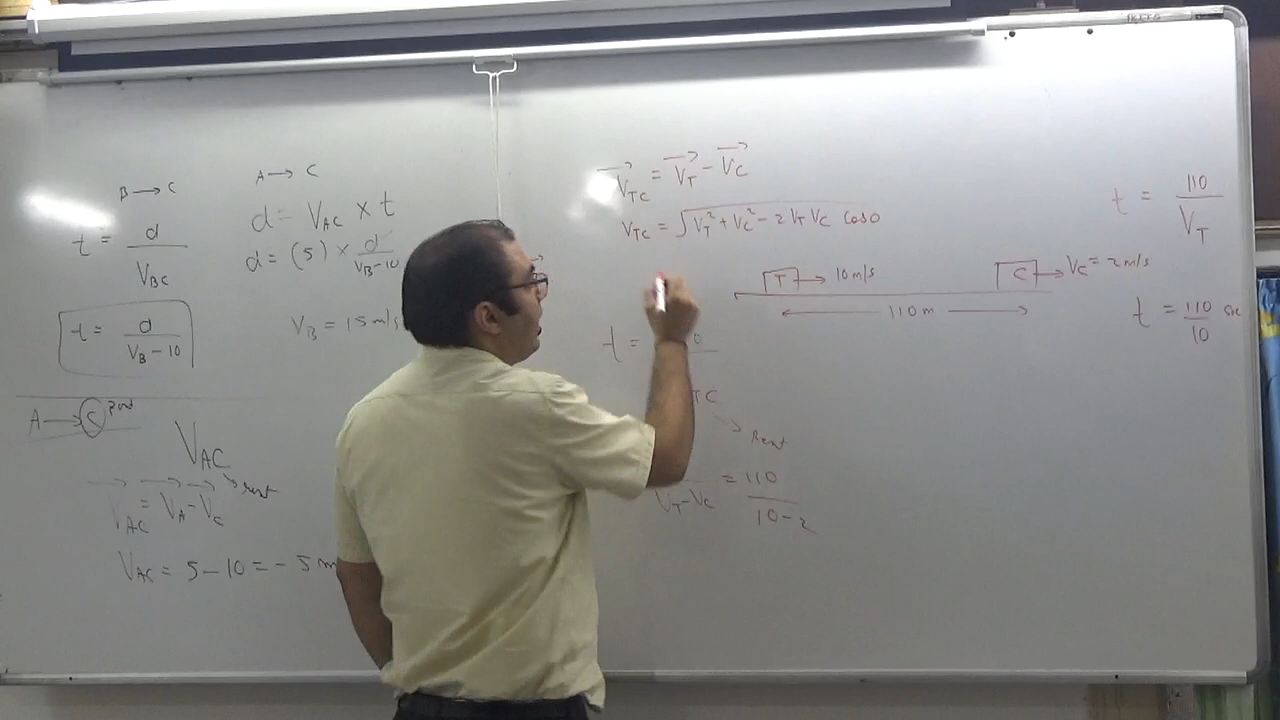 B → C
t = d / V_BC
t = d / V_B – 10
A → C
V_AC
rest
V_AC = V_A – V_C
V_AC = 5 – 10 = – 5 m
A → C
d = V_AC × t
d = (5) × d / V_B – 10
V_B = 15 m/s
V_TC = V_T – V_C
V_TC = √V_T² + V_C² – 2 V_T V_C Cos0
T → 10 m/s
C → V_C = 2 m/s
110 m
t =
TC
Rest
V_T – V_C = 110 / 10 – 2
t = 110 / V_T
t = 110 / 10 sec